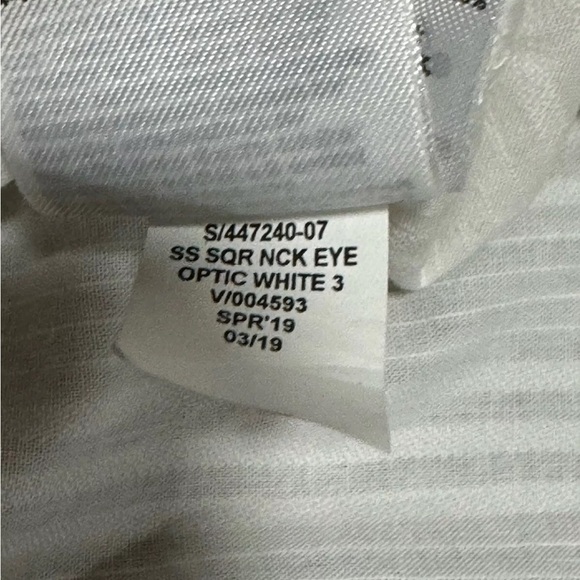 S/447240-07
SS SQR NCK EYE
OPTIC WHITE 3
V/004593
SPR'19
03/19